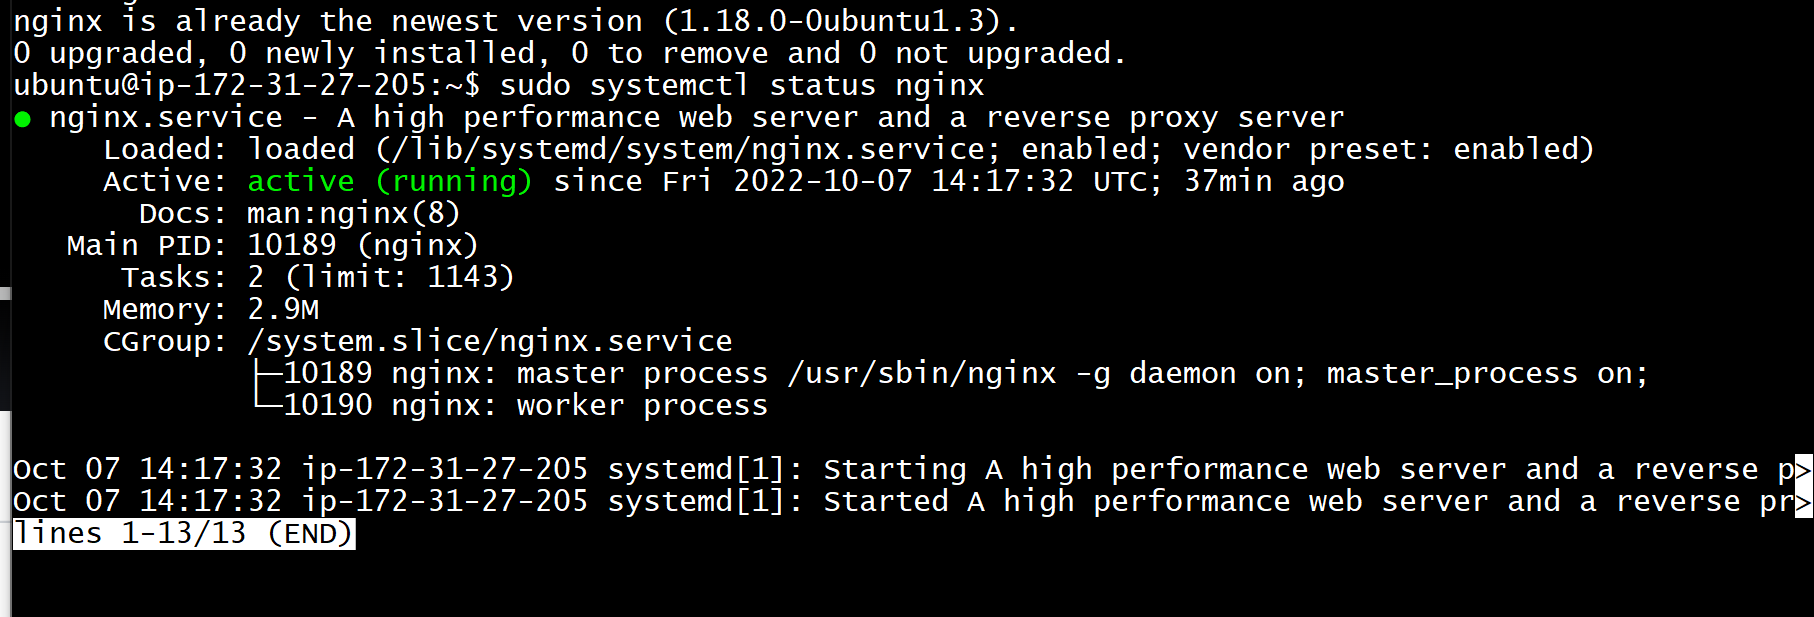 nginx is already the newest version (1.18.0-0ubuntu1.3).
0 upgraded, 0 newly installed, 0 to remove and 0 not upgraded.
ubuntu@ip-172-31-27-205:~$ sudo systemctl status nginx
● nginx.service - A high performance web server and a reverse proxy server
     Loaded: loaded (/lib/systemd/system/nginx.service; enabled; vendor preset: enabled)
     Active: active (running) since Fri 2022-10-07 14:17:32 UTC; 37min ago
       Docs: man:nginx(8)
   Main PID: 10189 (nginx)
      Tasks: 2 (limit: 1143)
     Memory: 2.9M
     CGroup: /system.slice/nginx.service
             ├─10189 nginx: master process /usr/sbin/nginx -g daemon on; master_process on;
             └─10190 nginx: worker process
Oct 07 14:17:32 ip-172-31-27-205 systemd[1]: Starting A high performance web server and a reverse p>
Oct 07 14:17:32 ip-172-31-27-205 systemd[1]: Started A high performance web server and a reverse pr>
lines 1-13/13 (END)